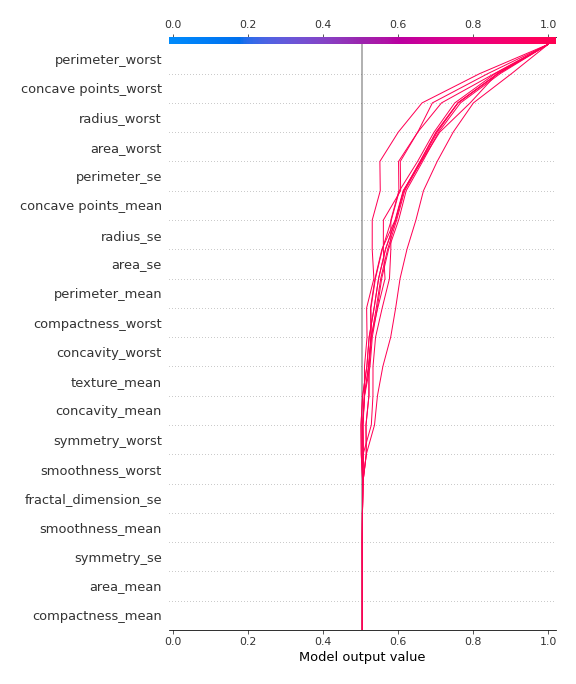 0.0 0.2 0.4 0.6 0.8 1.0
perimeter_worst
concave points_worst
radius_worst
area_worst
perimeter_se
concave points_mean
radius_se
area_se
perimeter_mean
compactness_worst
concavity_worst
texture_mean
concavity_mean
symmetry_worst
smoothness_worst
fractal_dimension_se
smoothness_mean
symmetry_se
area_mean
compactness_mean
0.0 0.2 0.4 0.6 0.8 1.0
Model output value